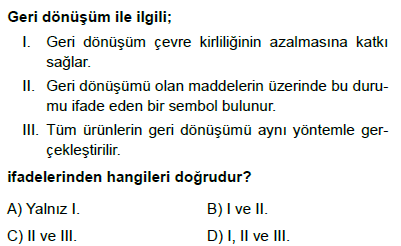 Geri dönüşüm ile ilgili;
I. Geri dönüşüm çevre kirliliğinin azalmasına katkı
sağlar.
II. Geri dönüşümü olan maddelerin üzerinde bu duru-
mu ifade eden bir sembol bulunur.
III. Tüm ürünlerin geri dönüşümü aynı yöntemle ger-
çekleştirilir.
ifadelerinden hangileri doğrudur?
A) Yalnız I. B) I ve II.
C) II ve III. D) I, II ve III.